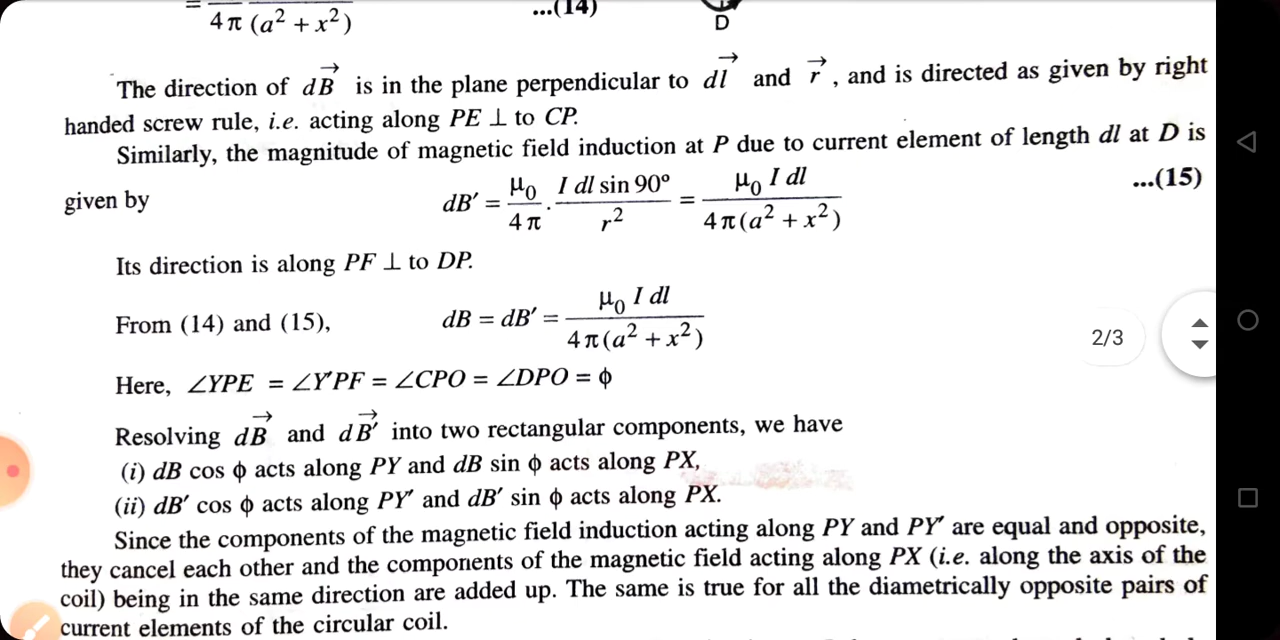 = 4 π (a² + x²) ...(14)
D
The direction of dB⃗ is in the plane perpendicular to dl⃗ and r⃗ , and is directed as given by right
handed screw rule, i.e. acting along PE ⊥ to CP.
Similarly, the magnitude of magnetic field induction at P due to current element of length dl at D is
given by dB′ = μ₀/4 π . I dl sin 90º/r² = μ₀ I dl/4 π (a² + x²) ...(15)
Its direction is along PF ⊥ to DP.
From (14) and (15), dB = dB′ = μ₀ I dl/4 π (a² + x²)
2/3
Here, ∠YPE = ∠Y′PF = ∠CPO = ∠DPO = ϕ
Resolving dB⃗ and dB⃗′ into two rectangular components, we have
(i) dB cos ϕ acts along PY and dB sin ϕ acts along PX,
(ii) dB′ cos ϕ acts along PY′ and dB′ sin ϕ acts along PX.
Since the components of the magnetic field induction acting along PY and PY′ are equal and opposite,
they cancel each other and the components of the magnetic field acting along PX (i.e. along the axis of the
coil) being in the same direction are added up. The same is true for all the diametrically opposite pairs of
current elements of the circular coil.